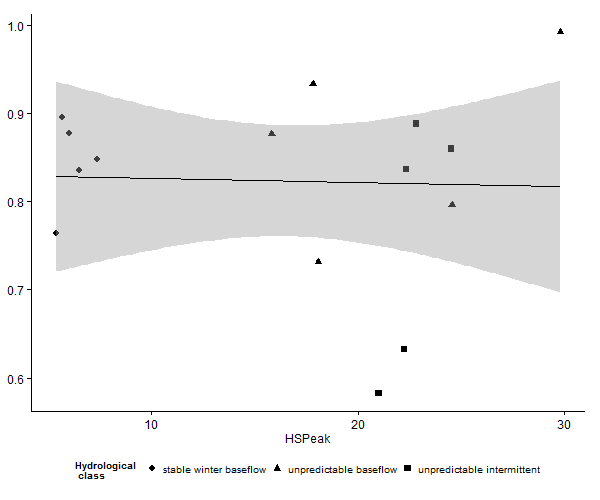 1.0
0.9
0.8
0.7
0.6
10 20 30
HSPeak
Hydrological
class
stable winter baseflow unpredictable baseflow unpredictable intermittent